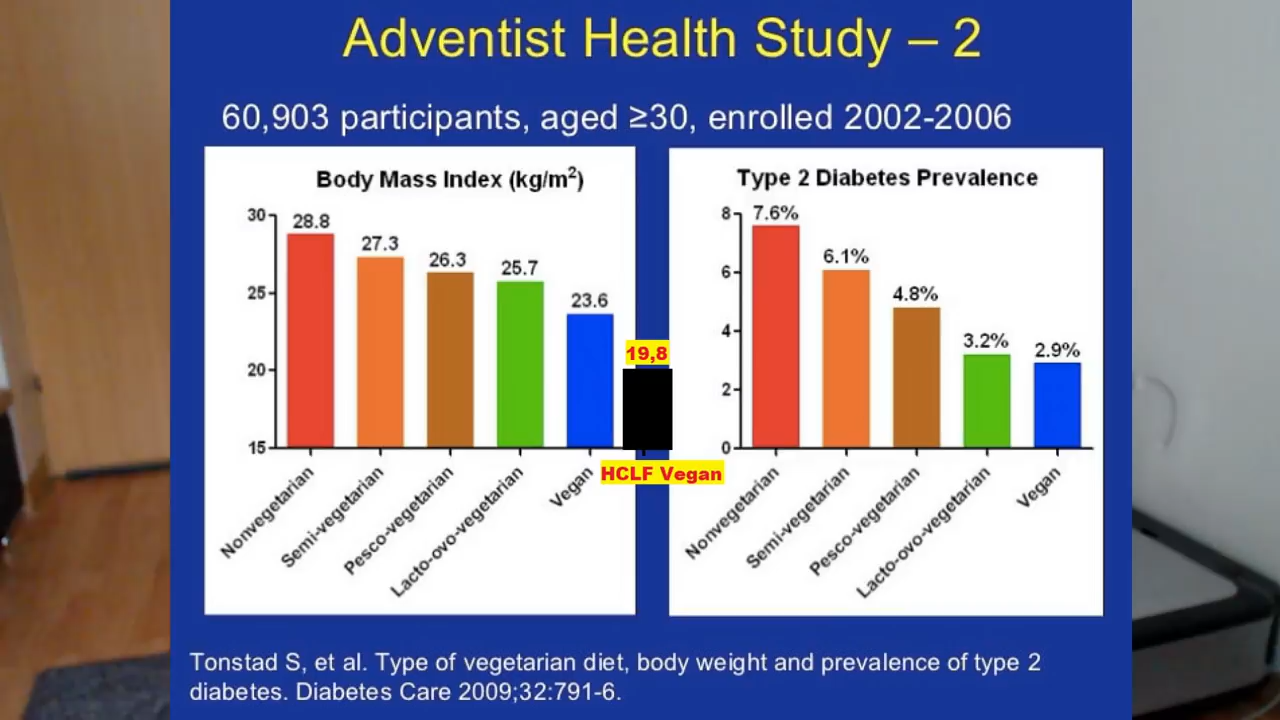 Adventist Health Study – 2
60,903 participants, aged ≥30, enrolled 2002-2006
Body Mass Index (kg/m²)
30
25
20
15
28.8
27.3
26.3
25.7
23.6
19,8
Nonvegetarian
Semi-vegetarian
Pesco-vegetarian
Lacto-ovo-vegetarian
Vegan
HCLF Vegan
Type 2 Diabetes Prevalence
8
6
4
2
0
7.6%
6.1%
4.8%
3.2%
2.9%
Nonvegetarian
Semi-vegetarian
Pesco-vegetarian
Lacto-ovo-vegetarian
Vegan
Tonstad S, et al. Type of vegetarian diet, body weight and prevalence of type 2
diabetes. Diabetes Care 2009;32:791-6.